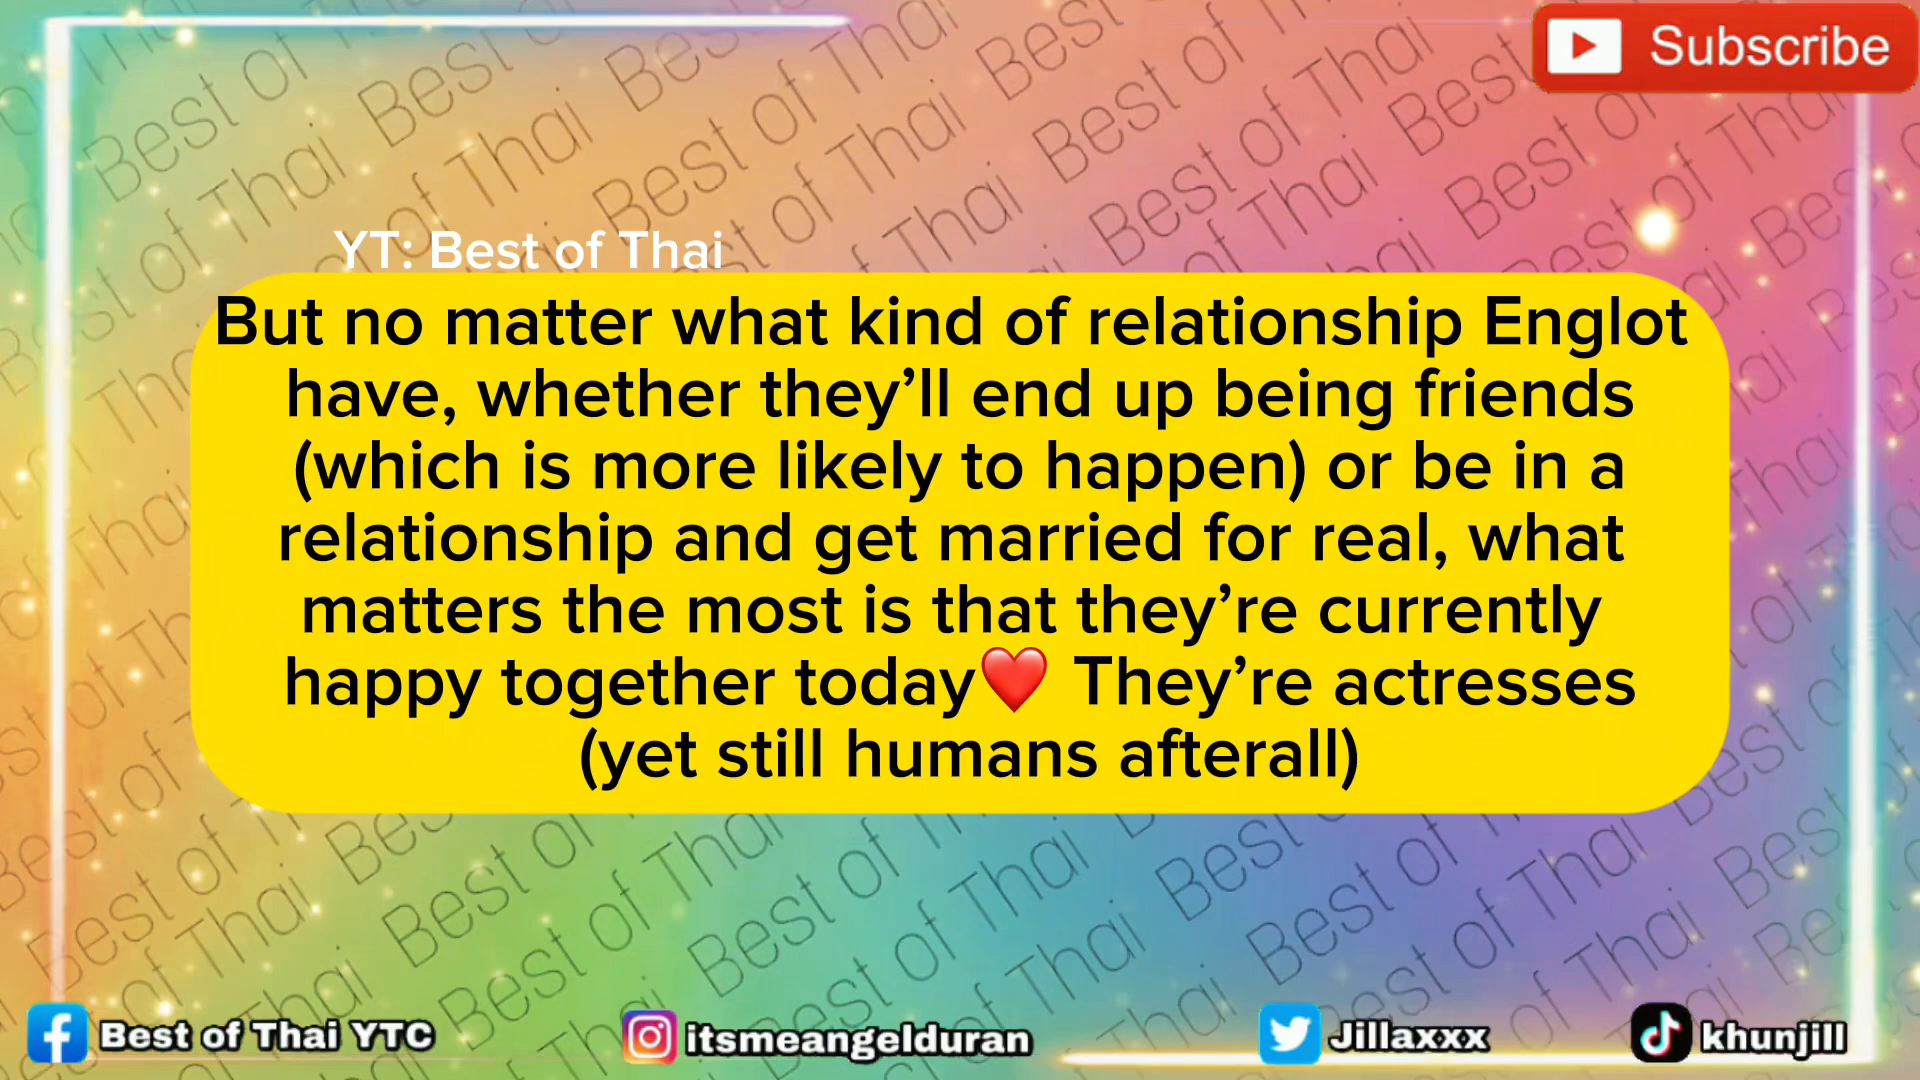 Subscribe
YT: Best of Thai
But no matter what kind of relationship Englot
have, whether they’ll end up being friends
(which is more likely to happen) or be in a
relationship and get married for real, what
matters the most is that they’re currently
happy together today❤️ They’re actresses
(yet still humans afterall)
Best of Thai YTC
itsmeangelduran
Jillaxxx
khunjill